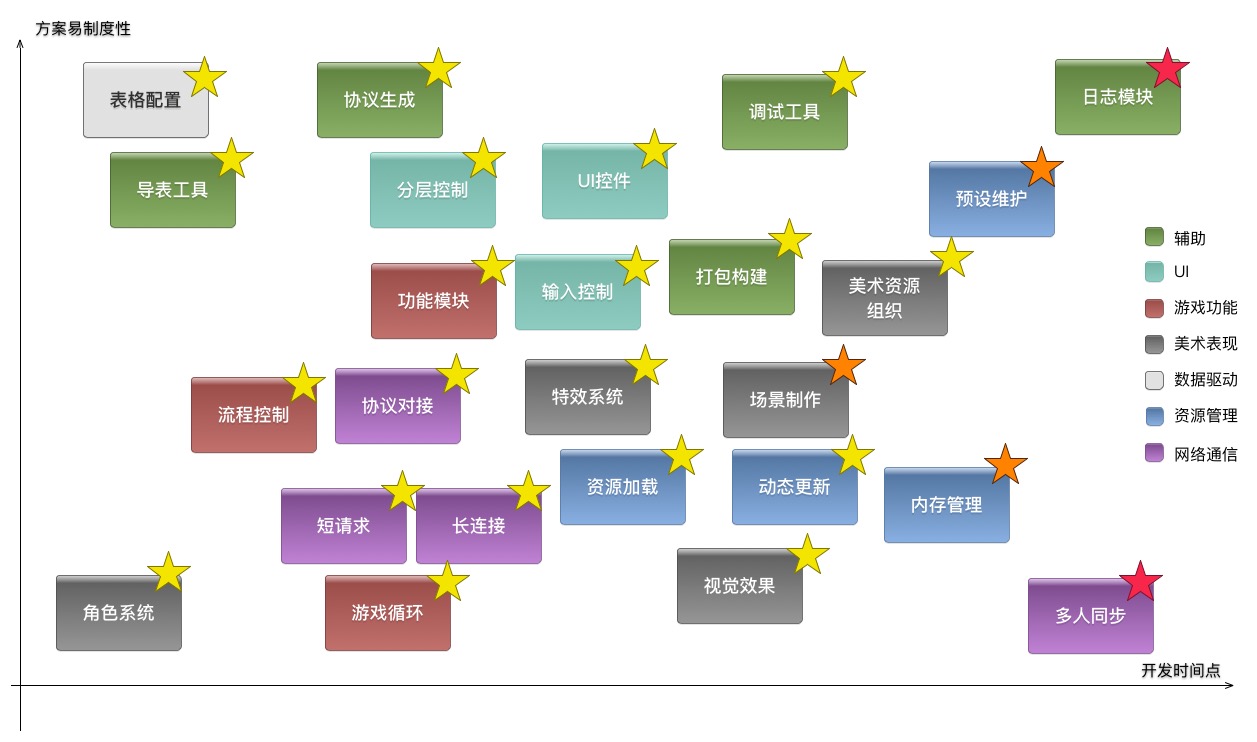 方案易制度性
表格配置
协议生成
调试工具
日志模块
导表工具
分层控制
UI控件
预设维护
功能模块
输入控制
打包构建
美术资源
组织
流程控制
协议对接
特效系统
场景制作
短请求
长连接
资源加载
动态更新
内存管理
角色系统
游戏循环
视觉效果
多人同步
辅助
UI
游戏功能
美术表现
数据驱动
资源管理
网络通信
开发时间点